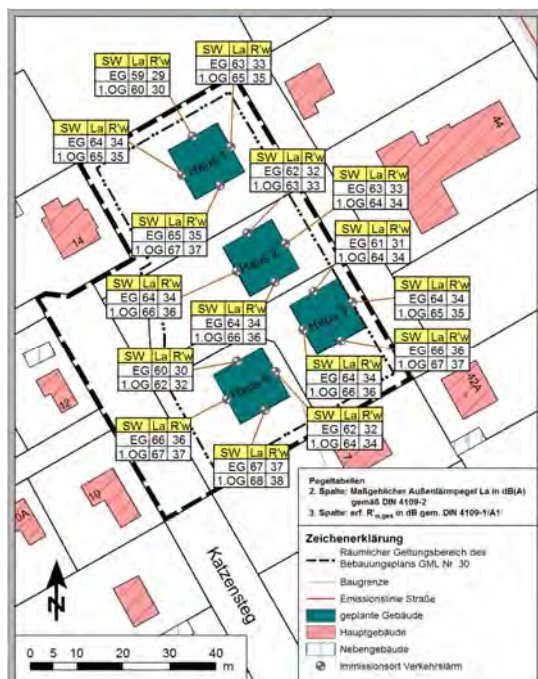 SW La R'w
EG 59 29
1.OG 60 30
SW La R'w
EG 63 33
1.OG 65 35
SW La R'w
EG 64 34
1.OG 65 35
SW La R'w
EG 62 32
1.OG 63 33
SW La R'w
EG 63 33
1.OG 64 34
SW La R'w
EG 65 35
1.OG 67 37
SW La R'w
EG 61 31
1.OG 64 34
SW La R'w
EG 64 34
1.OG 66 36
SW La R'w
EG 64 34
1.OG 66 36
SW La R'w
EG 64 34
1.OG 65 35
SW La R'w
EG 60 30
1.OG 62 32
SW La R'w
EG 64 34
1.OG 66 36
SW La R'w
EG 66 36
1.OG 67 37
SW La R'w
EG 66 36
1.OG 67 37
SW La R'w
EG 67 37
1.OG 68 38
SW La R'w
EG 62 32
1.OG 64 34
Haus
Haus
Haus
Haus
44
14
12
10
42A
7
Katzensteg
N
0 5 10 20 30 40
m
Pegeltabellen
2. Spalte: Maßgeblicher Außenlärmpegel La in dB(A)
gemäß DIN 4109-2
3. Spalte: erf. R'w,ges in dB gem. DIN 4109-1/A1
Zeichenerklärung
Räumlicher Geltungsbereich des
Bebauungsplans GML Nr. 30
Baugrenze
Emissionslinie Straße
geplante Gebäude
Hauptgebäude
Nebengebäude
Immissionsort Verkehrslärm